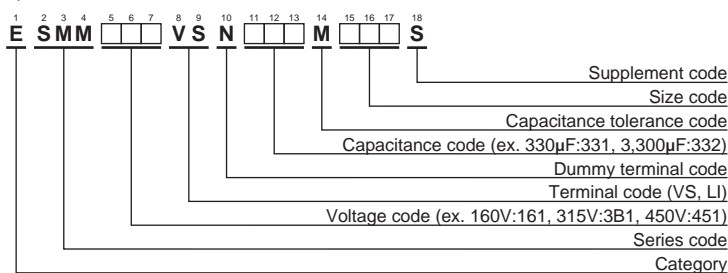 1 2 3 4 5 6 7 8 9 10 11 12 13 14 15 16 17 18
E SMM VS N M S
Supplement code
Size code
Capacitance tolerance code
Capacitance code (ex. 330μF:331, 3,300μF:332)
Dummy terminal code
Terminal code (VS, LI)
Voltage code (ex. 160V:161, 315V:3B1, 450V:451)
Series code
Category